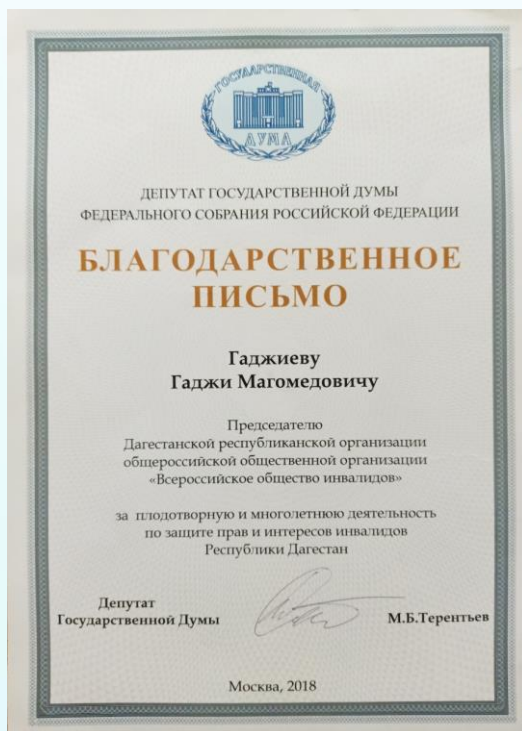 ГОСУДАРСТВЕННАЯ
ДУМА
ДЕПУТАТ ГОСУДАРСТВЕННОЙ ДУМЫ
ФЕДЕРАЛЬНОГО СОБРАНИЯ РОССИЙСКОЙ ФЕДЕРАЦИИ
БЛАГОДАРСТВЕННОЕ
ПИСЬМО
Гаджиеву
Гаджи Магомедовичу
Председателю
Дагестанской республиканской организации
общероссийской общественной организации
«Всероссийское общество инвалидов»
за плодотворную и многолетнюю деятельность
по защите прав и интересов инвалидов
Республики Дагестан
Депутат
Государственной Думы
М.Б.Терентьев
Москва, 2018